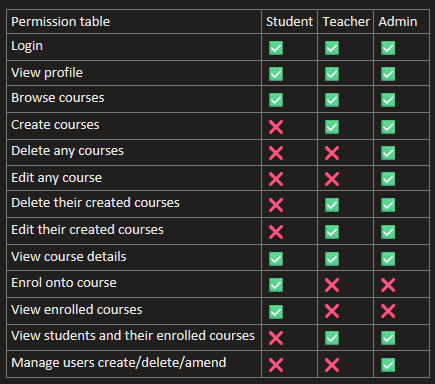 Permission table Student Teacher Admin
Login ✅ ✅ ✅
View profile ✅ ✅ ✅
Browse courses ✅ ✅ ✅
Create courses ❌ ✅ ✅
Delete any courses ❌ ❌ ✅
Edit any course ❌ ❌ ✅
Delete their created courses ❌ ✅ ✅
Edit their created courses ❌ ✅ ✅
View course details ✅ ✅ ✅
Enrol onto course ✅ ❌ ❌
View enrolled courses ✅ ❌ ❌
View students and their enrolled courses ❌ ✅ ✅
Manage users create/delete/amend ❌ ❌ ✅